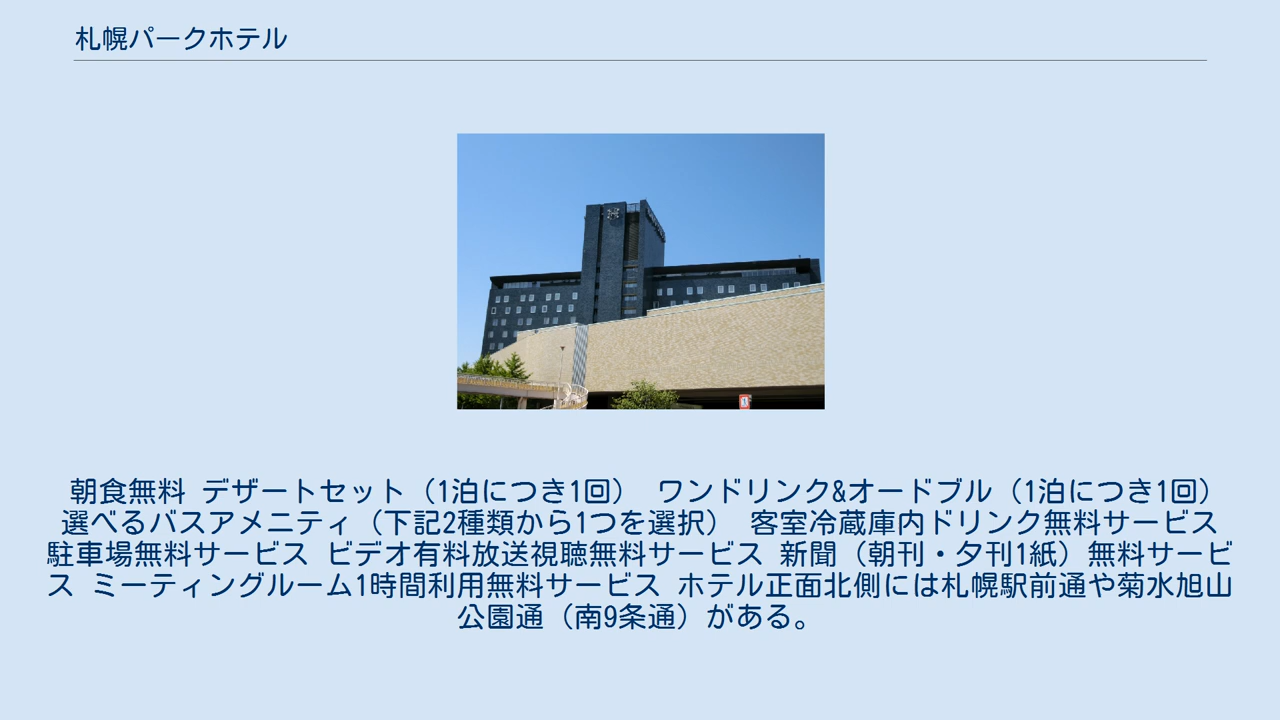 札幌パークホテル
朝食無料 デザートセット（1泊につき1回） ワンドリンク&オードブル（1泊につき1回）
選べるバスアメニティ（下記2種類から1つを選択） 客室冷蔵庫内ドリンク無料サービス
駐車場無料サービス ビデオ有料放送視聴無料サービス 新聞（朝刊・夕刊1紙）無料サービ
ス ミーティングルーム1時間利用無料サービス ホテル正面北側には札幌駅前通や菊水旭山
公園通（南9条通）がある。